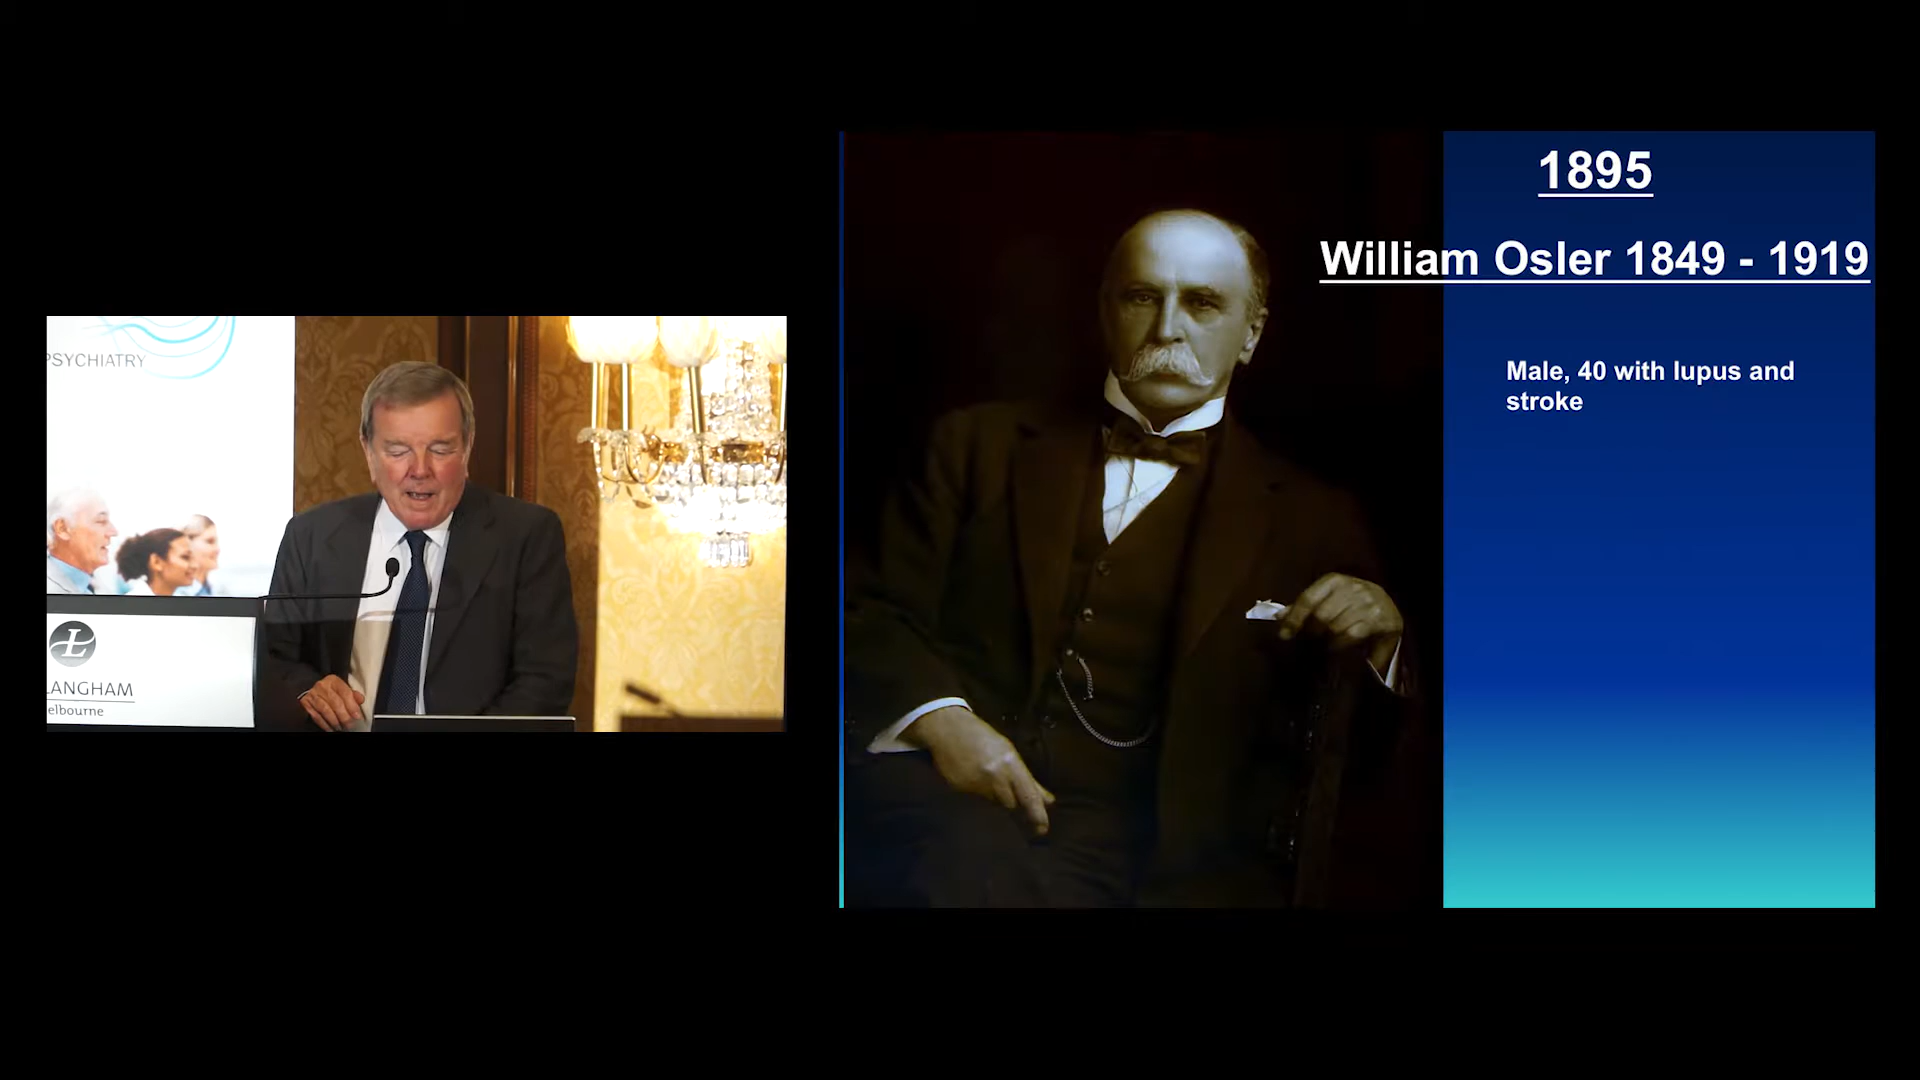 PSYCHIATRY
L
LANGHAM
elbourne
1895
William Osler 1849 - 1919
Male, 40 with lupus and
stroke